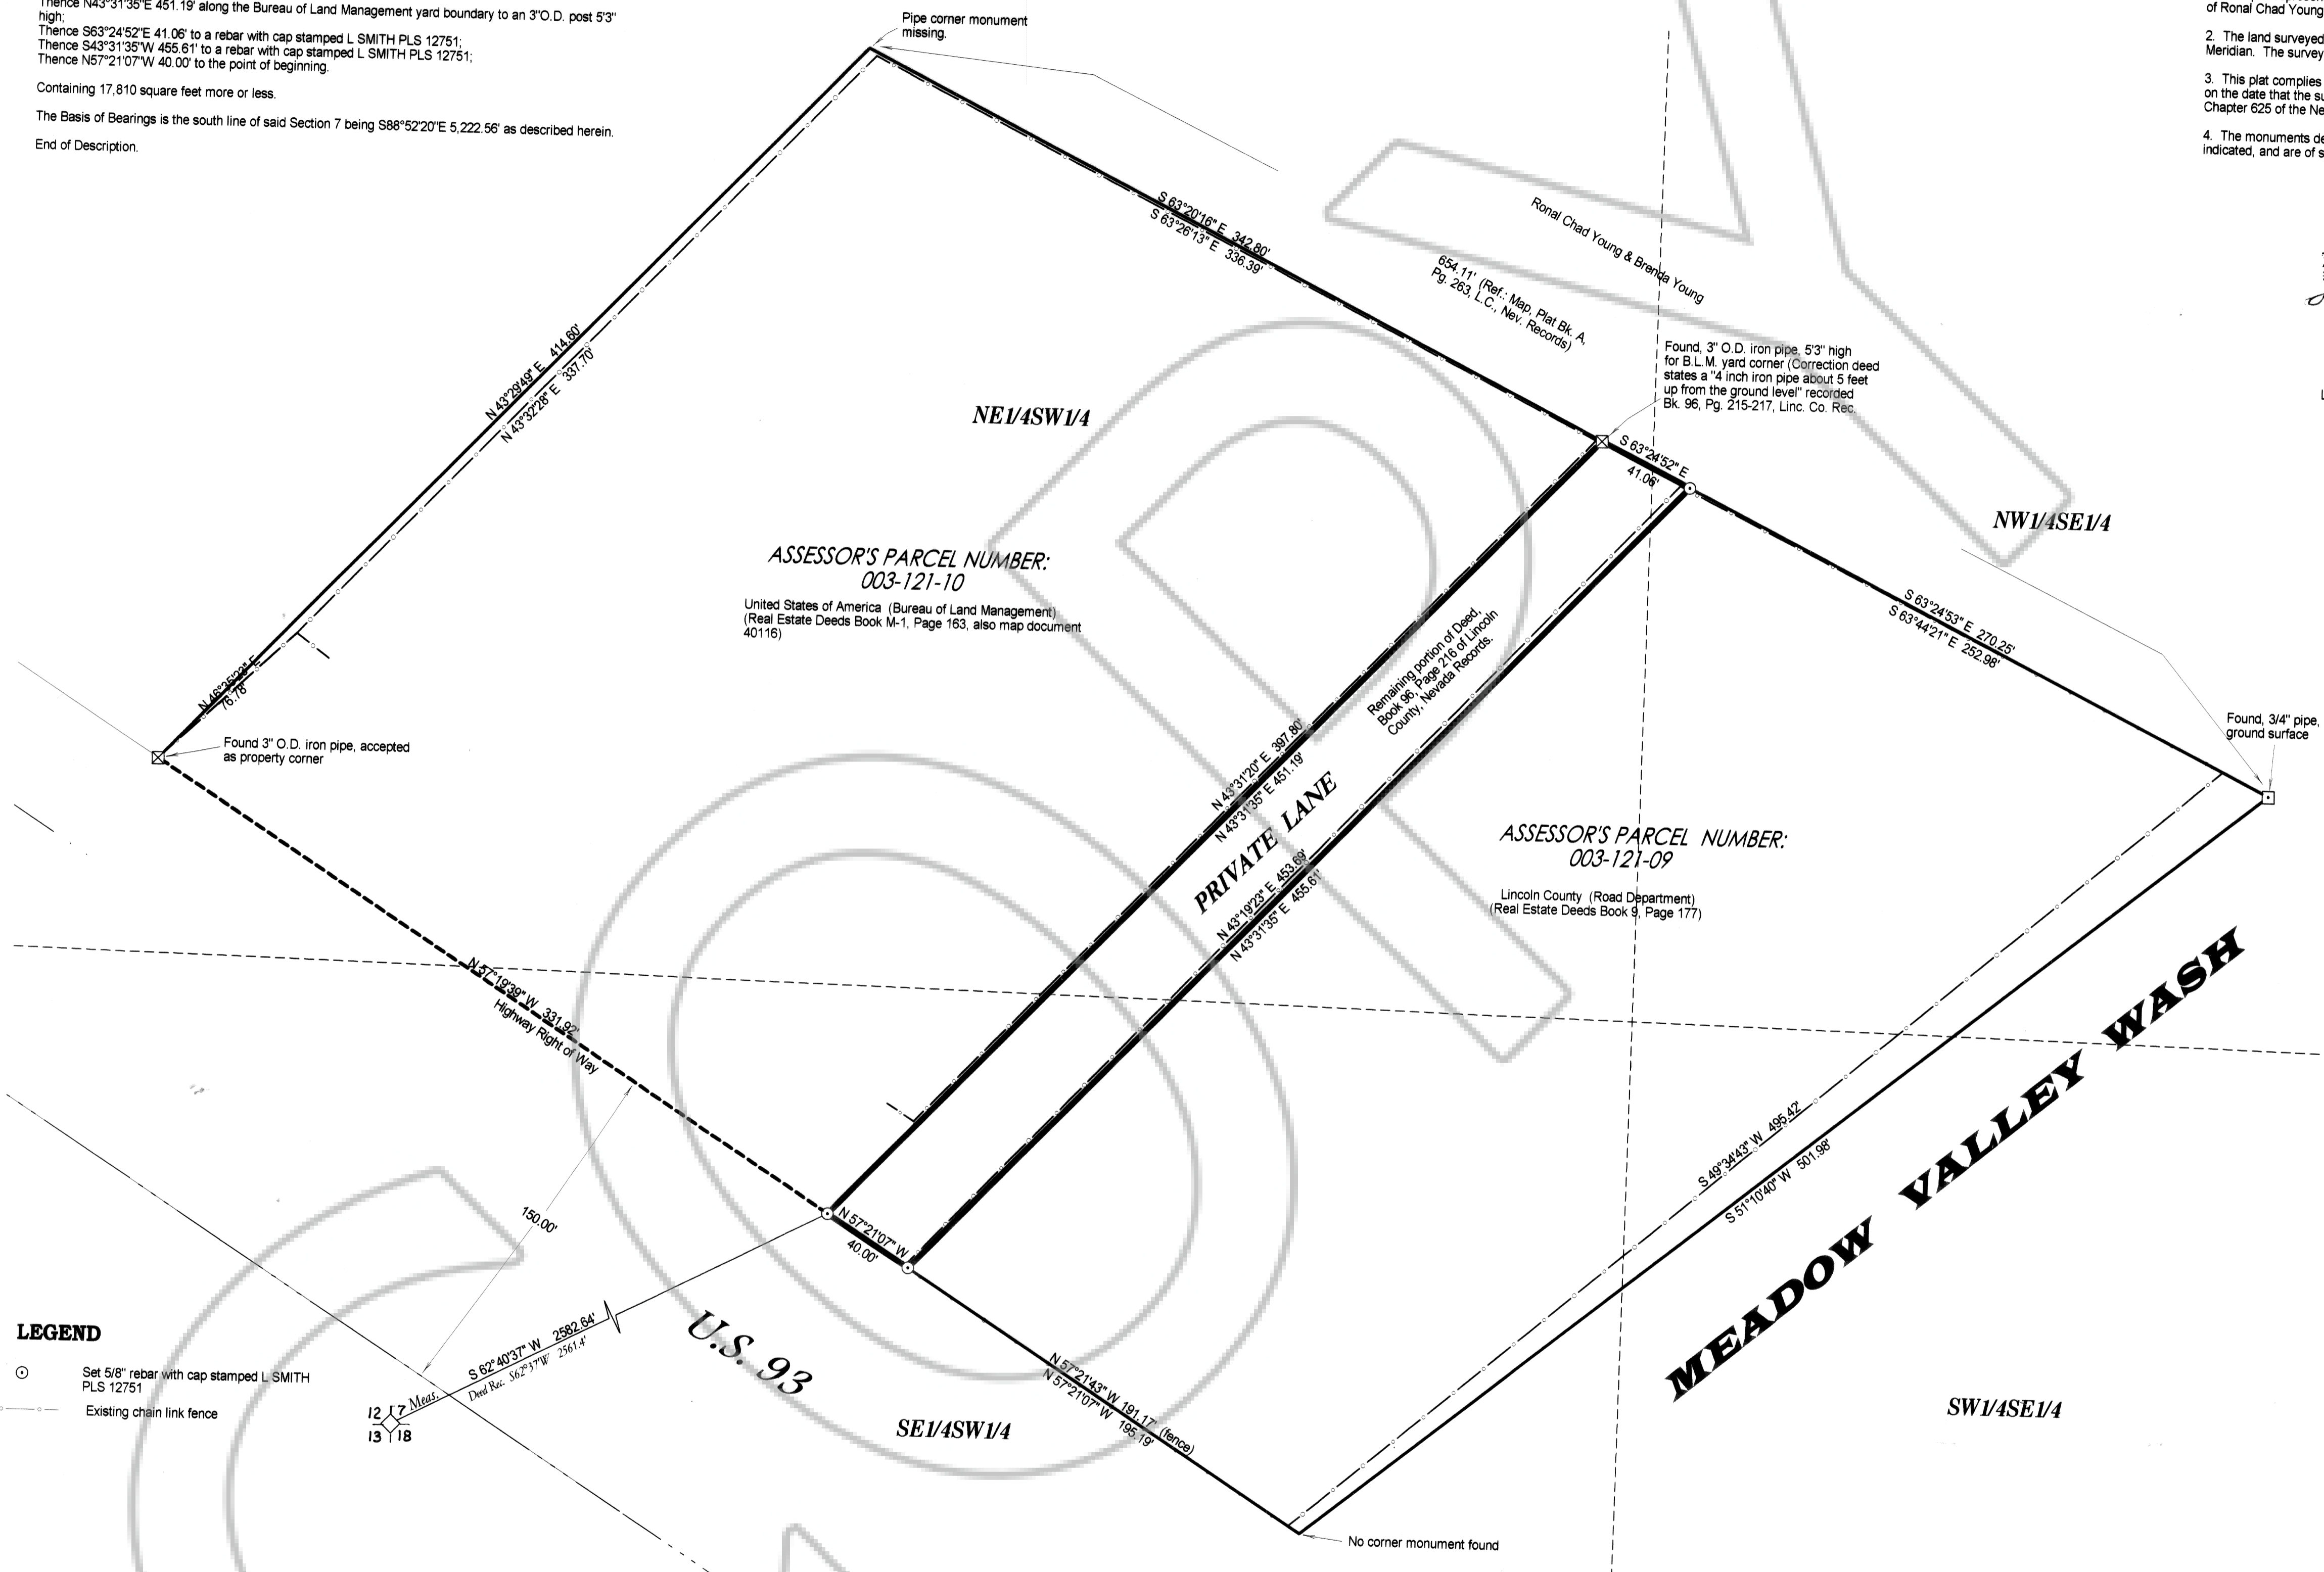 Thence N43°31'35"E 451.19' along the Bureau of Land Management yard boundary to an 3"O.D. post 5'3"
high;
Thence S63°24'52"E 41.06' to a rebar with cap stamped L SMITH PLS 12751;
Thence S43°31'35"W 455.61' to a rebar with cap stamped L SMITH PLS 12751;
Thence N57°21'07"W 40.00' to the point of beginning.
Containing 17,810 square feet more or less.
The Basis of Bearings is the south line of said Section 7 being S88°52'20"E 5,222.56' as described herein.
End of Description.
Pipe corner monument
missing.
of Ronal Chad Young
2. The land surveyed
Meridian. The survey
3. This plat complies
on the date that the su
Chapter 625 of the Ne
4. The monuments de
indicated, and are of s
S 63°20'16" E 342.80'
S 63°26'13" E 336.39'
Ronal Chad Young & Brenda Young
654.11' (Ref.: Map, Plat Bk. A,
Pg. 263, L.C., Nev. Records)
Found, 3" O.D. iron pipe, 5'3" high
for B.L.M. yard corner (Correction deed
states a "4 inch iron pipe about 5 feet
up from the ground level" recorded
Bk. 96, Pg. 215-217, Linc. Co. Rec.
N 43°29'49" E 414.60'
N 43°32'28" E 337.70'
NE1/4SW1/4
S 63°24'52" E
41.06'
NW1/4SE1/4
ASSESSOR'S PARCEL NUMBER:
003-121-10
United States of America (Bureau of Land Management)
(Real Estate Deeds Book M-1, Page 163, also map document
40116)
Remaining portion of Deed,
Book 96, Page 216 of Lincoln
County, Nevada Records.
S 63°24'53" E 270.25'
S 63°44'21" E 252.98'
76.78'
Found 3" O.D. iron pipe, accepted
as property corner
Found, 3/4" pipe,
ground surface
N 43°31'20" E 397.80'
N 43°31'35" E 451.19'
PRIVATE LANE
N 43°19'23" E 453.69'
N 43°31'35" E 455.61'
ASSESSOR'S PARCEL NUMBER:
003-121-09
Lincoln County (Road Department)
(Real Estate Deeds Book 9, Page 177)
N 57°19'39" W 331.92'
Highway Right of Way
MEADOW VALLEY WASH
S 49°34'43" W 495.42'
S 51°10'40" W 501.98'
150.00'
N 57°21'07" W
40.00'
S 62°40'37" W 2582.64'
Deed Rec. S62°37'W 2561.4'
Meas.
12 7
13 18
U.S. 93
LEGEND
Set 5/8" rebar with cap stamped L SMITH
PLS 12751
Existing chain link fence
N 57°21'43" W 191.17' (fence)
N 57°21'07" W 195.19'
SE1/4SW1/4
SW1/4SE1/4
No corner monument found
COPY